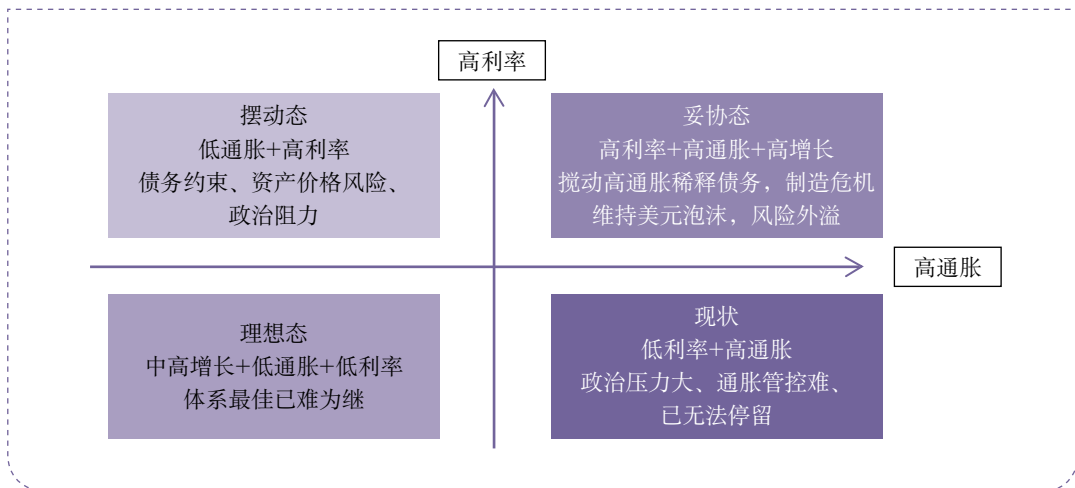 高利率
摆动态
低通胀+高利率
债务约束、资产价格风险、
政治阻力
妥协态
高利率+高通胀+高增长
搅动高通胀稀释债务，制造危机
维持美元泡沫，风险外溢
高通胀
理想态
中高增长+低通胀+低利率
体系最佳已难为继
现状
低利率+高通胀
政治压力大、通胀管控难、
已无法停留